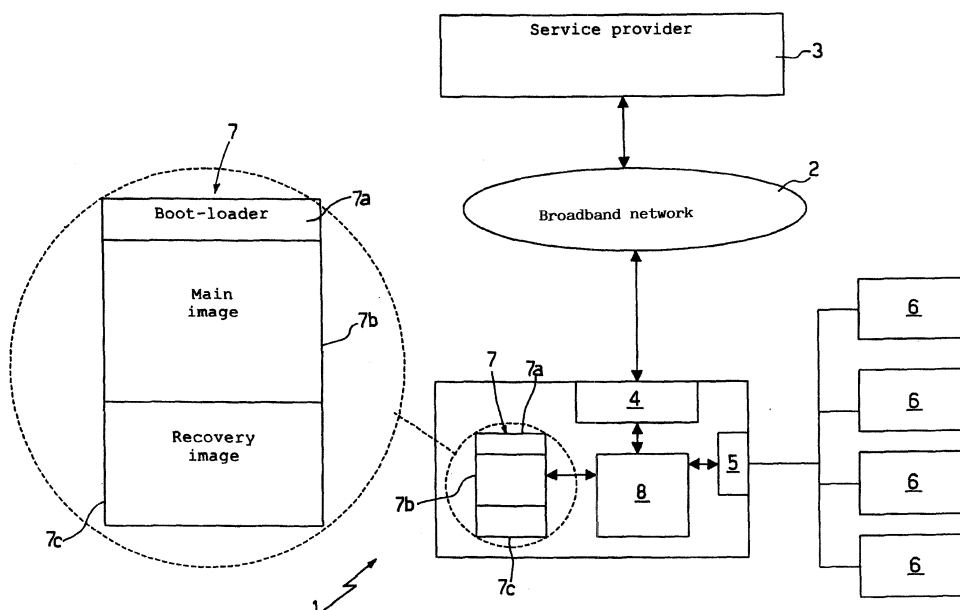 Service provider
3
7
2
Boot-loader
7a
Broadband network
Main
image
7b
6
7
7a
4
6
Recovery
image
5
7b
8
6
7c
7c
6
1